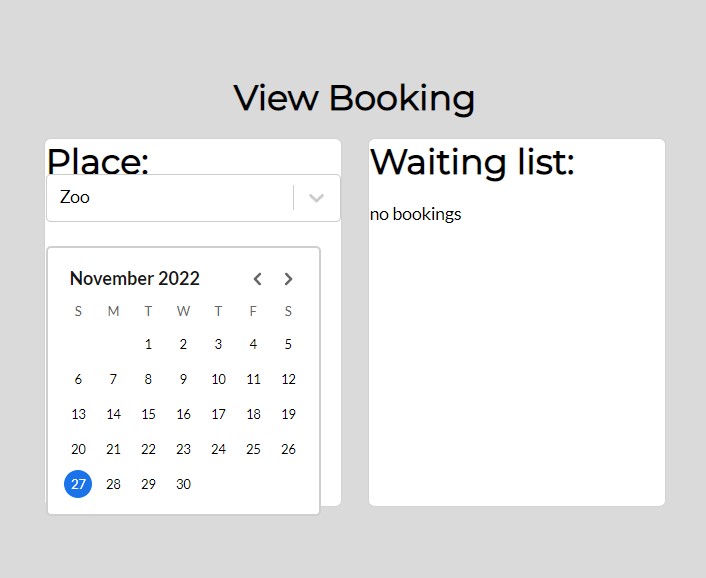 View Booking
Place:
Zoo
November 2022
S M T W T F S
1 2 3 4 5
6 7 8 9 10 11 12
13 14 15 16 17 18 19
20 21 22 23 24 25 26
27 28 29 30
Waiting list:
no bookings